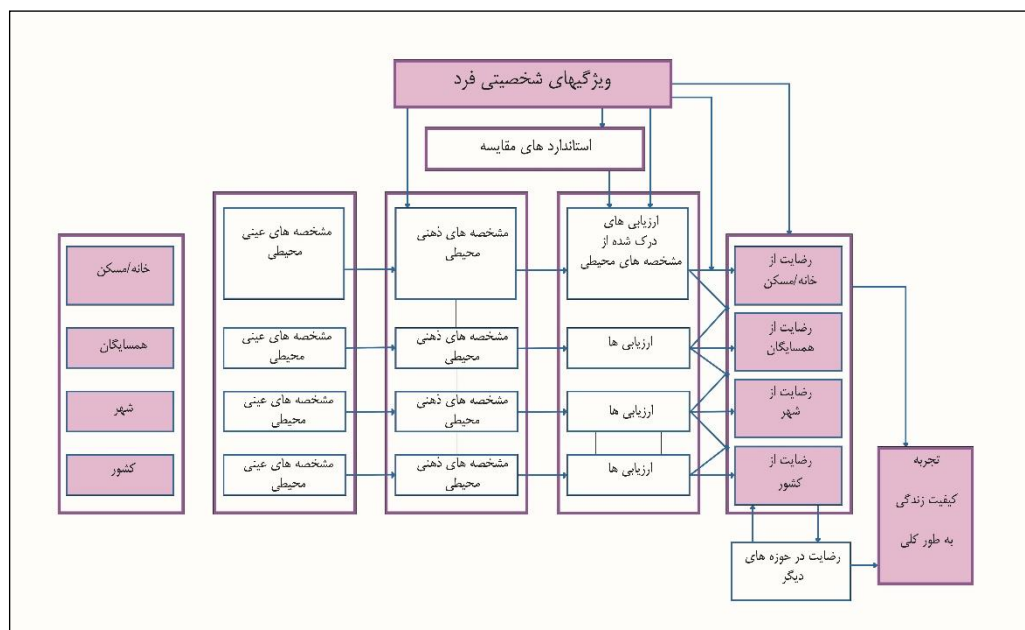 ویژگیهای شخصیتی فرد
استاندارد های مقایسه
خانه/مسکن
همسایگان
شهر
کشور
مشخصه های عینی
محیطی
مشخصه های عینی
محیطی
مشخصه های عینی
محیطی
مشخصه های عینی
محیطی
مشخصه های ذهنی
محیطی
مشخصه های ذهنی
محیطی
مشخصه های ذهنی
محیطی
مشخصه های ذهنی
محیطی
ارزیابی های
درک شده از
مشخصه های محیطی
ارزیابی ها
ارزیابی ها
ارزیابی ها
رضایت از
خانه/مسکن
رضایت از
همسایگان
رضایت از
شهر
رضایت از
کشور
رضایت در حوزه های
دیگر
تجربه
کیفیت زندگی
به طور کلی